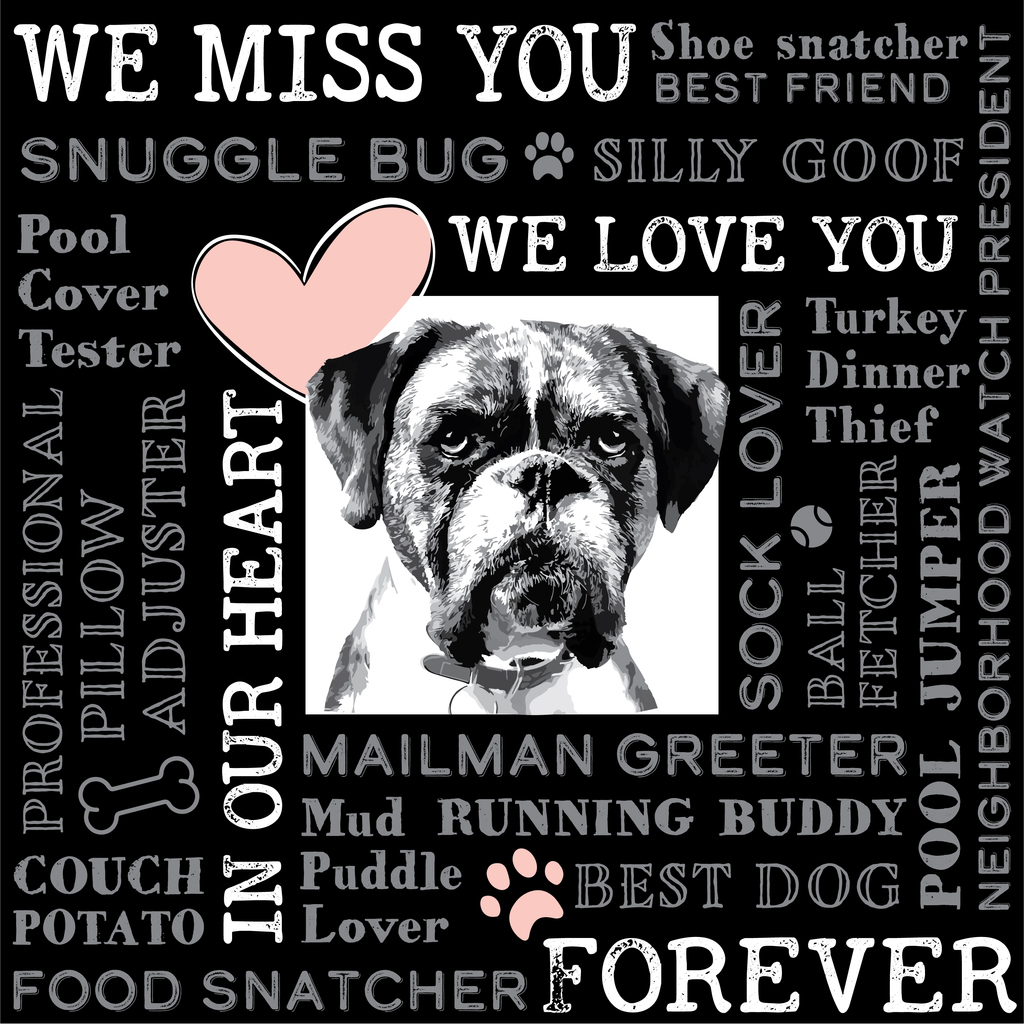 WE MISS YOU
Shoe snatcher
BEST FRIEND
NEIGHBORHOOD WATCH PRESIDENT
SNUGGLE BUG
SILLY GOOF
Pool
Cover
Tester
WE LOVE YOU
Turkey
Dinner
Thief
PROFESSIONAL
PILLOW
ADJUSTER
IN OUR HEART
SOCK LOVER
BALL
FETCHER
POOL JUMPER
MAILMAN GREETER
Mud
Puddle
Lover
RUNNING BUDDY
COUCH
POTATO
BEST DOG
FOOD SNATCHER
FOREVER